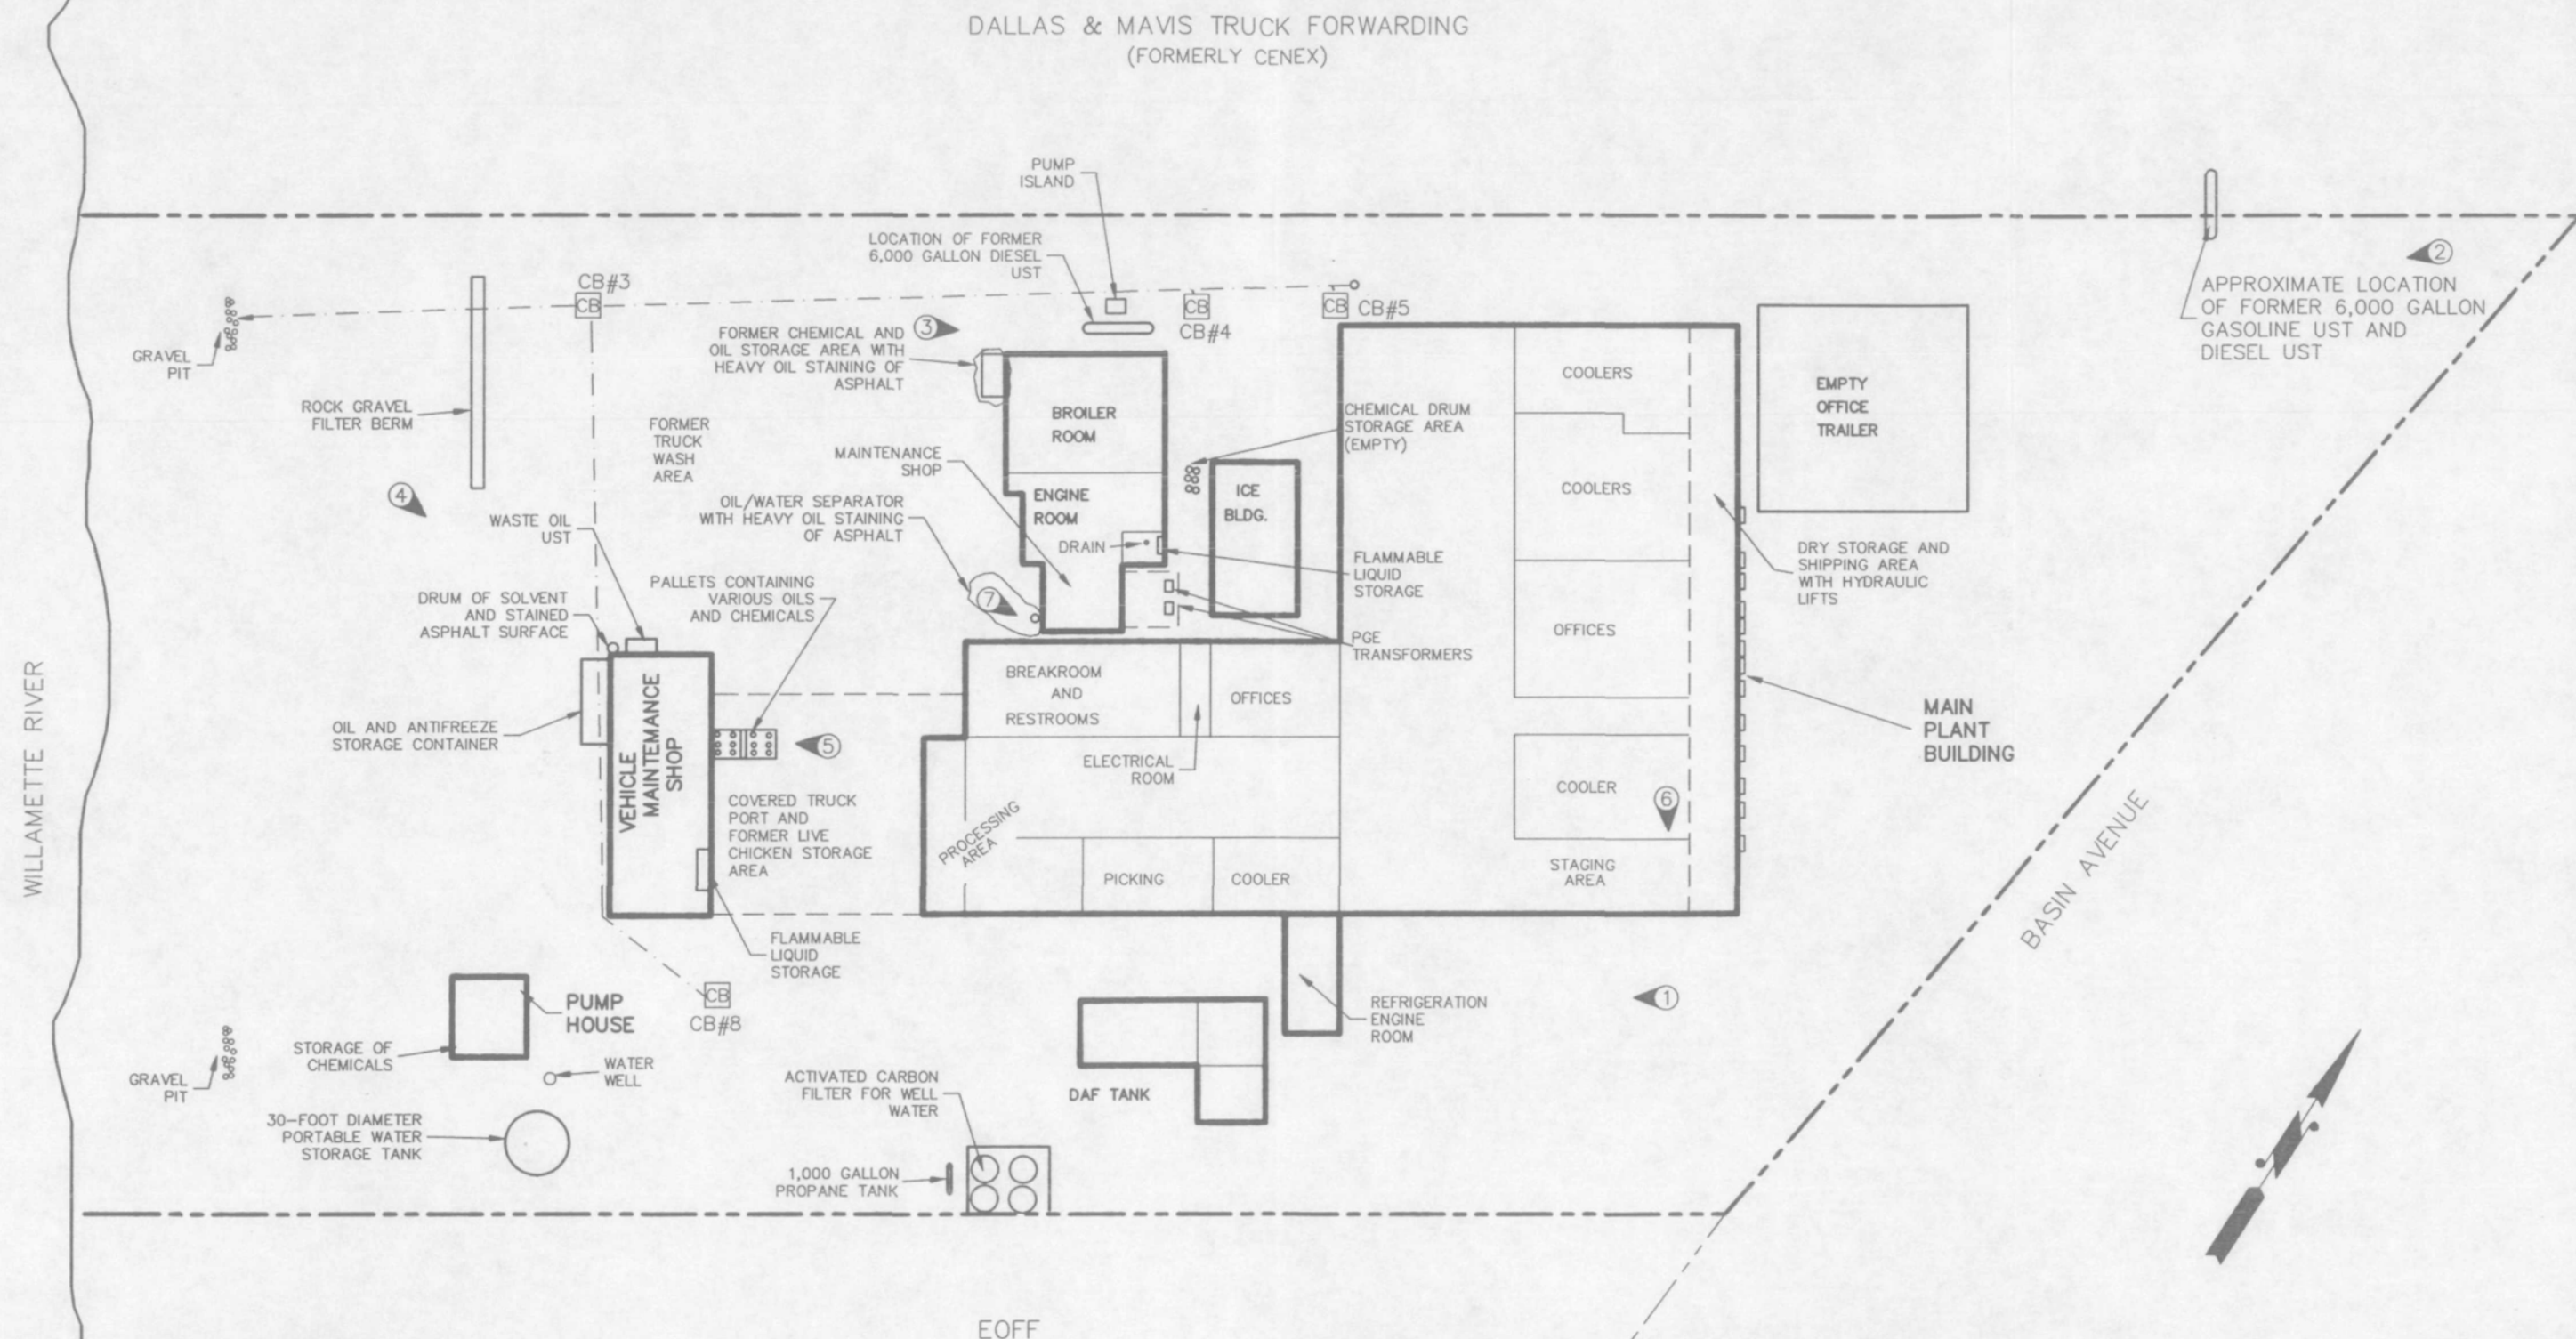 DALLAS & MAVIS TRUCK FORWARDING
(FORMERLY CENEX)
PUMP
ISLAND
LOCATION OF FORMER
6,000 GALLON DIESEL
UST
2
APPROXIMATE LOCATION
OF FORMER 6,000 GALLON
GASOLINE UST AND
DIESEL UST
CB#3
CB
CB
CB#4
CB
CB#5
3
FORMER CHEMICAL AND
OIL STORAGE AREA WITH
HEAVY OIL STAINING OF
ASPHALT
GRAVEL
PIT
ROCK GRAVEL
FILTER BERM
FORMER
TRUCK
WASH
AREA
BROILER
ROOM
CHEMICAL DRUM
STORAGE AREA
(EMPTY)
COOLERS
EMPTY
OFFICE
TRAILER
MAINTENANCE
SHOP
4
OIL/WATER SEPARATOR
WITH HEAVY OIL STAINING
OF ASPHALT
ENGINE
ROOM
ICE
BLDG.
COOLERS
WASTE OIL
UST
DRAIN
FLAMMABLE
LIQUID
STORAGE
DRY STORAGE AND
SHIPPING AREA
WITH HYDRAULIC
LIFTS
DRUM OF SOLVENT
AND STAINED
ASPHALT SURFACE
PALLETS CONTAINING
VARIOUS OILS
AND CHEMICALS
7
PGE
TRANSFORMERS
OFFICES
WILLAMETTE RIVER
OIL AND ANTIFREEZE
STORAGE CONTAINER
VEHICLE
MAINTEMANCE
SHOP
5
BREAKROOM
AND
RESTROOMS
OFFICES
ELECTRICAL
ROOM
MAIN
PLANT
BUILDING
COOLER
6
COVERED TRUCK
PORT AND
FORMER LIVE
CHICKEN STORAGE
AREA
PROCESSING
AREA
PICKING
COOLER
STAGING
AREA
BASIN AVENUE
FLAMMABLE
LIQUID
STORAGE
PUMP
HOUSE
CB
CB#8
REFRIGERATION
ENGINE
ROOM
1
STORAGE OF
CHEMICALS
WATER
WELL
GRAVEL
PIT
ACTIVATED CARBON
FILTER FOR WELL
WATER
DAF TANK
30-FOOT DIAMETER
PORTABLE WATER
STORAGE TANK
1,000 GALLON
PROPANE TANK
EOFF